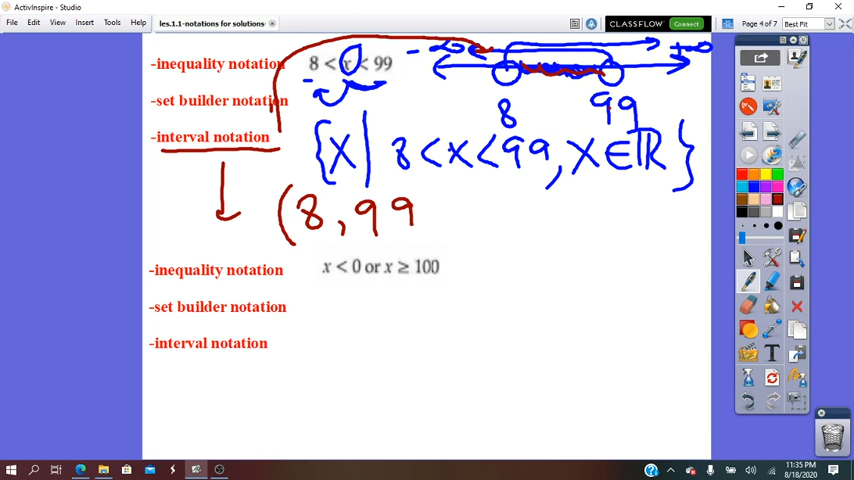 ActivInspire - Studio
File Edit View Insert Tools Help
les.1.1-notations for solutions
CLASSFLOW Connect
Page 4 of 7 Best Fit
-inequality notation 8 < x < 99
- ∞ +∞
8 99
-set builder notation
{X | 8 < x < 99, X ∈ ℝ}
-interval notation
(8, 99
-inequality notation x < 0 or x ≥ 100
-set builder notation
-interval notation
11:35 PM
8/18/2020